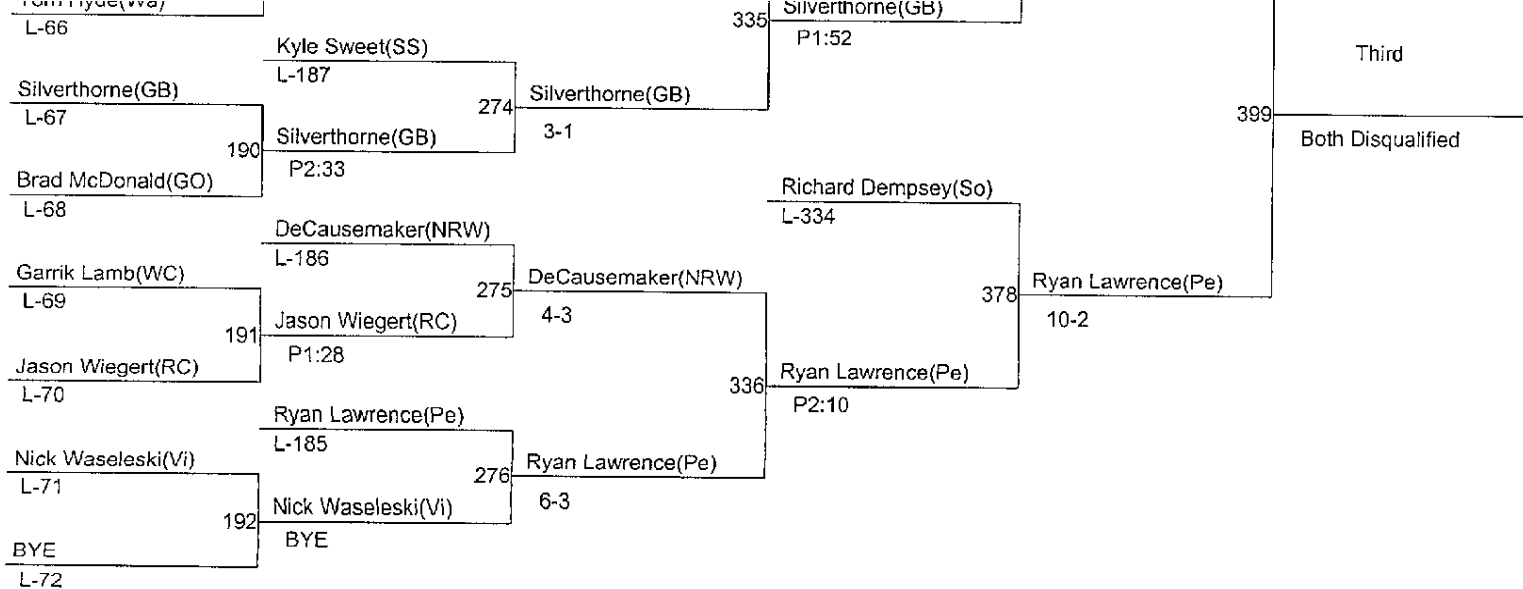 Tom Hyde(Wa)
L-66
Silverthorne(GB)
L-67
190
Brad McDonald(GO)
L-68
Garrik Lamb(WC)
L-69
191
Jason Wiegert(RC)
L-70
Nick Waseleski(Vi)
L-71
192
BYE
L-72
Kyle Sweet(SS)
L-187
274
Silverthorne(GB)
P2:33
DeCausemaker(NRW)
L-186
275
Jason Wiegert(RC)
P1:28
Ryan Lawrence(Pe)
L-185
276
Nick Waseleski(Vi)
BYE
335
Silverthorne(GB)
3-1
DeCausemaker(NRW)
4-3
336
Ryan Lawrence(Pe)
6-3
Silverthorne(GB)
P1:52
Richard Dempsey(So)
L-334
378
Ryan Lawrence(Pe)
P2:10
399
Ryan Lawrence(Pe)
10-2
Third
Both Disqualified